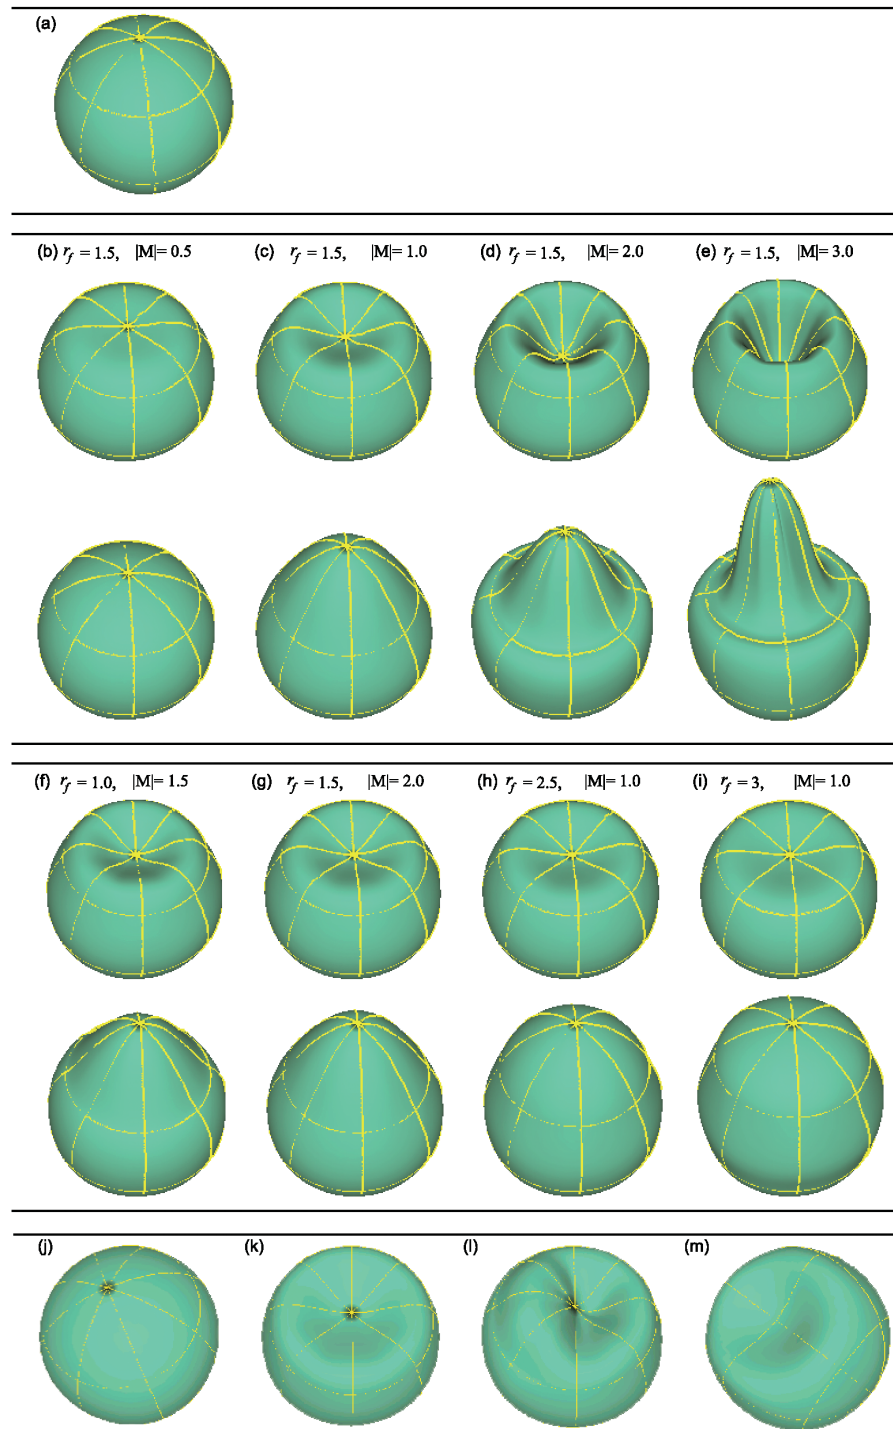 (a)
(b) r_f = 1.5, |M|= 0.5 (c) r_f = 1.5, |M|= 1.0 (d) r_f = 1.5, |M|= 2.0 (e) r_f = 1.5, |M|= 3.0
(f) r_f = 1.0, |M|= 1.5 (g) r_f = 1.5, |M|= 2.0 (h) r_f = 2.5, |M|= 1.0 (i) r_f = 3, |M|= 1.0
(j) (k) (l) (m)